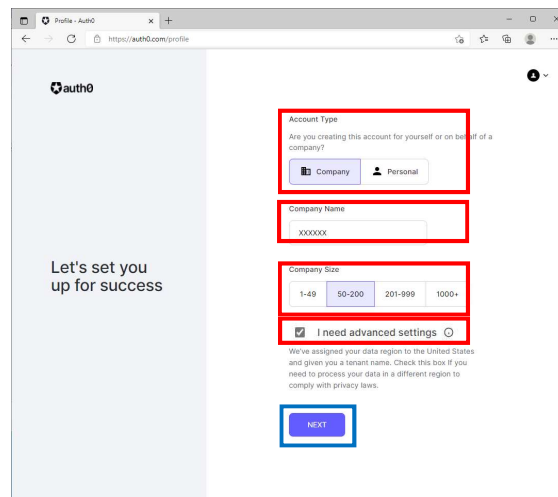 Profile - Auth0
https://auth0.com/profile
auth0
Account Type
Are you creating this account for yourself or on behalf of a
company?
Company
Personal
Company Name
XXXXXX
Let's set you
up for success
Company Size
1-49
50-200
201-999
1000+
I need advanced settings
We've assigned your data region to the United States
and given you a tenant name. Check this box If you
need to process your data in a different region to
comply with privacy laws.
NEXT